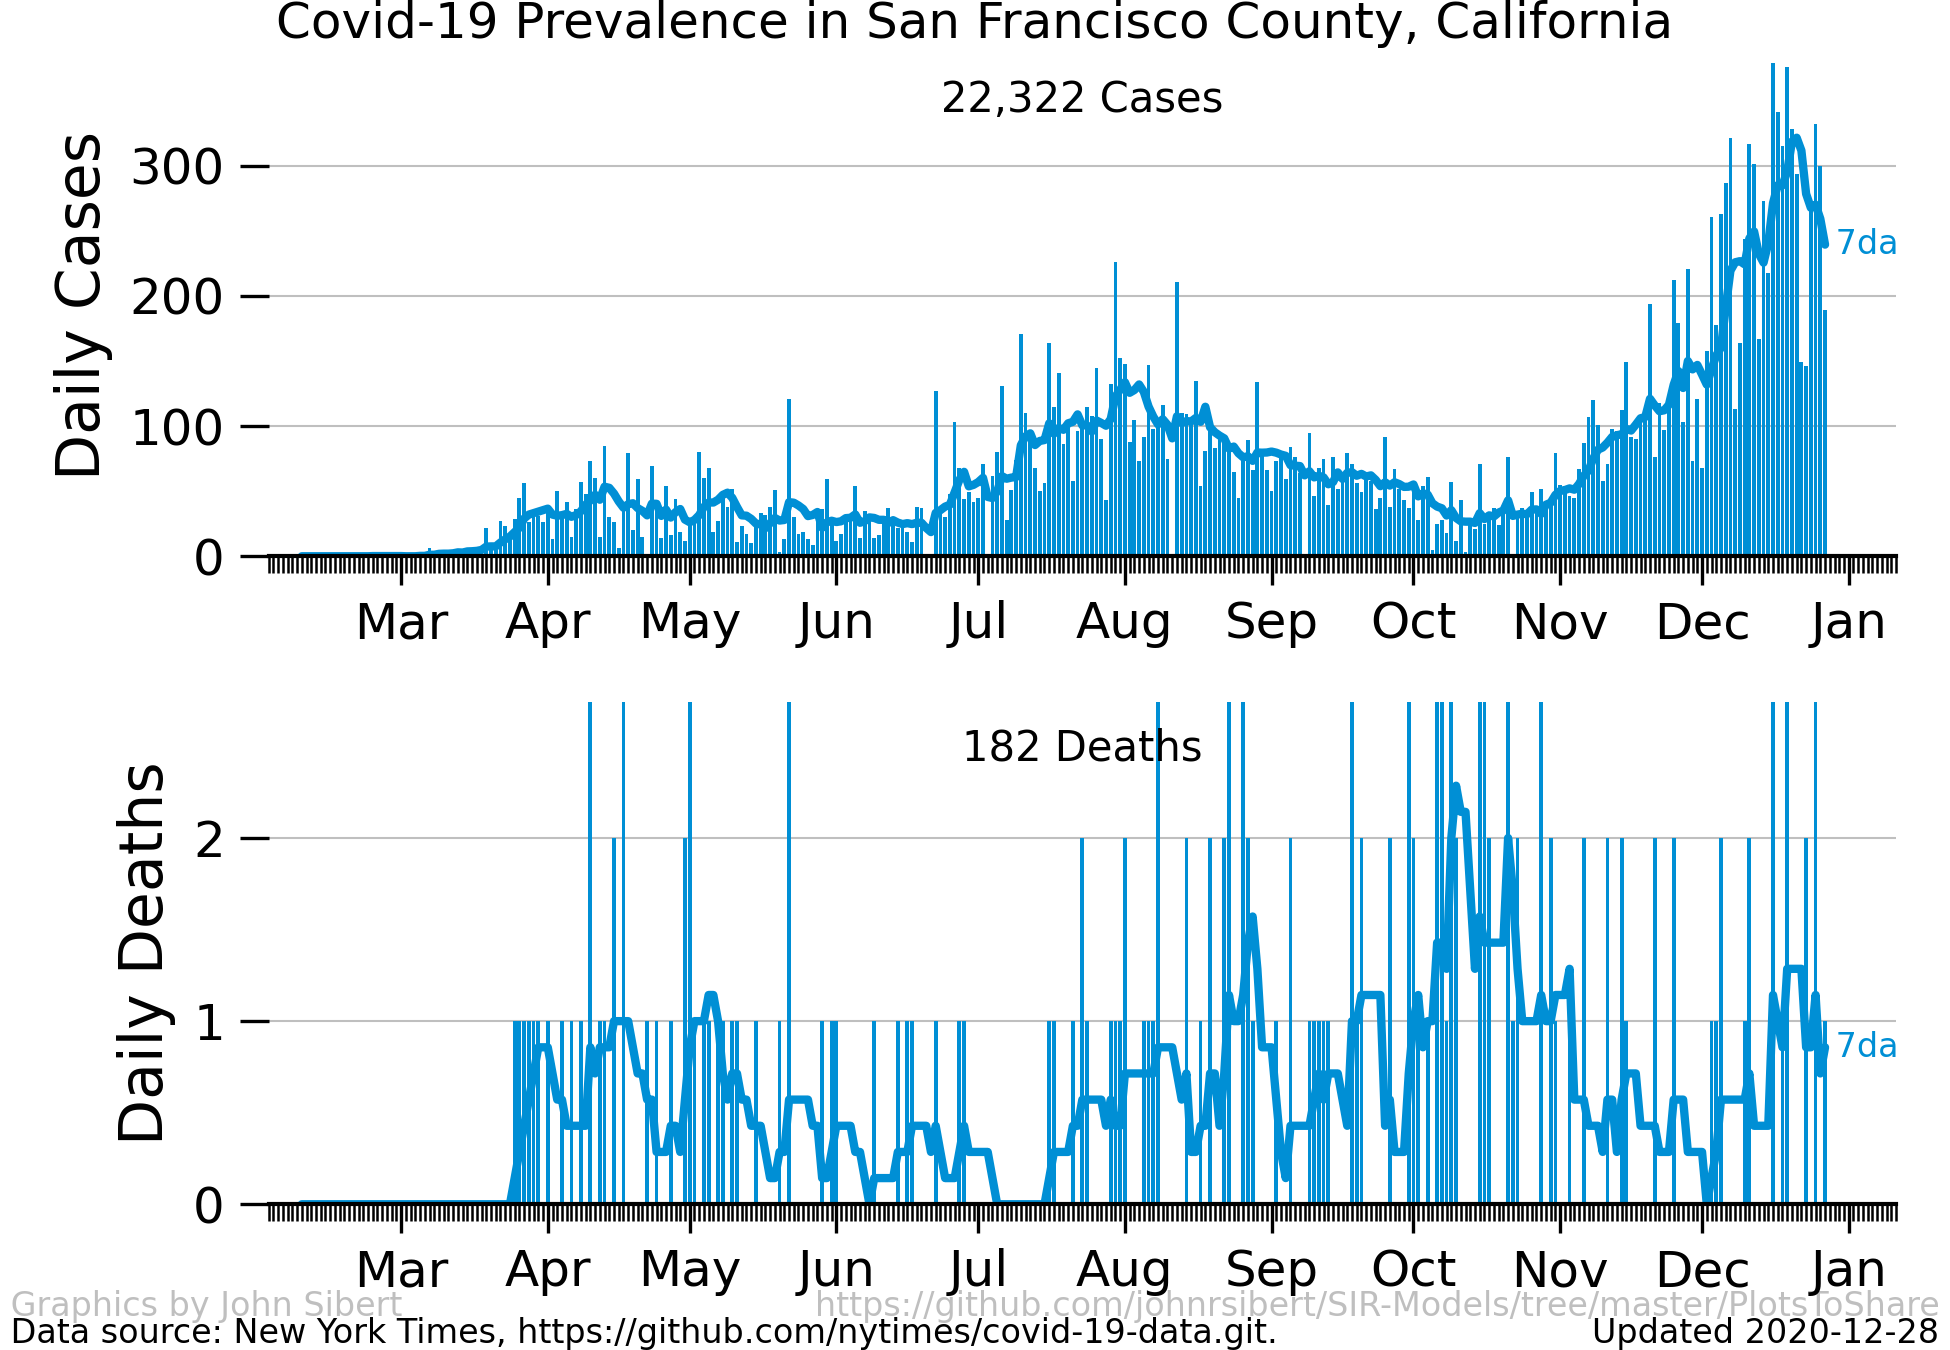 Covid-19 Prevalence in San Francisco County, California
22,322 Cases
Daily Cases
300
200
100
0
7da
Mar Apr May Jun Jul Aug Sep Oct Nov Dec Jan
182 Deaths
Daily Deaths
2
1
0
7da
Mar Apr May Jun Jul Aug Sep Oct Nov Dec Jan
Graphics by John Sibert https://github.com/johnrsibert/SIR-Models/tree/master/PlotsToShare
Data source: New York Times, https://github.com/nytimes/covid-19-data.git. Updated 2020-12-28